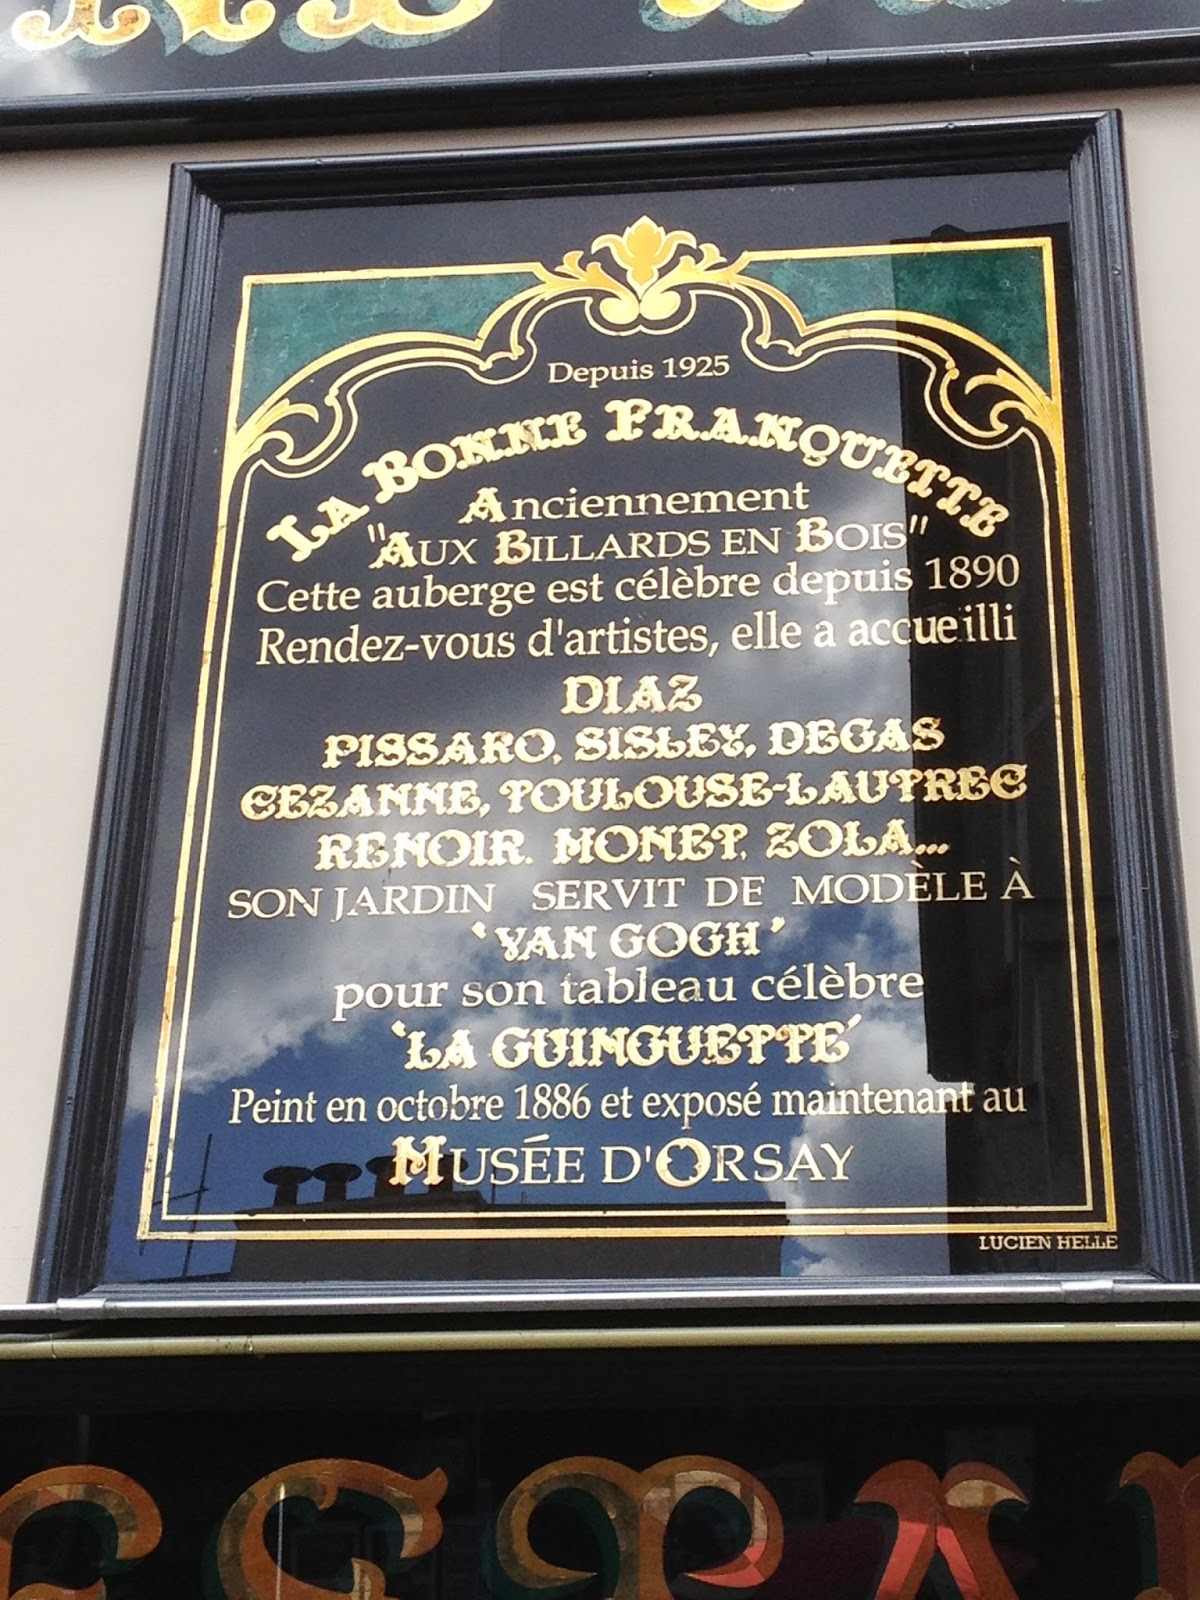 Depuis 1925
LA BONNE FRANQUETTE
Anciennement
"AUX BILLARDS EN BOIS"
Cette auberge est célèbre depuis 1890
Rendez-vous d'artistes, elle a accueilli
DIAZ
PISSARO, SISLEY, DEGAS
CEZANNE, TOULOUSE-LAUTREC
RENOIR. MONET, ZOLA...
SON JARDIN SERVIT DE MODÈLE À
'VAN GOGH'
pour son tableau célèbre
'LA GUINGUETTE'
Peint en octobre 1886 et exposé maintenant au
MUSÉE D'ORSAY
LUCIEN HELLE